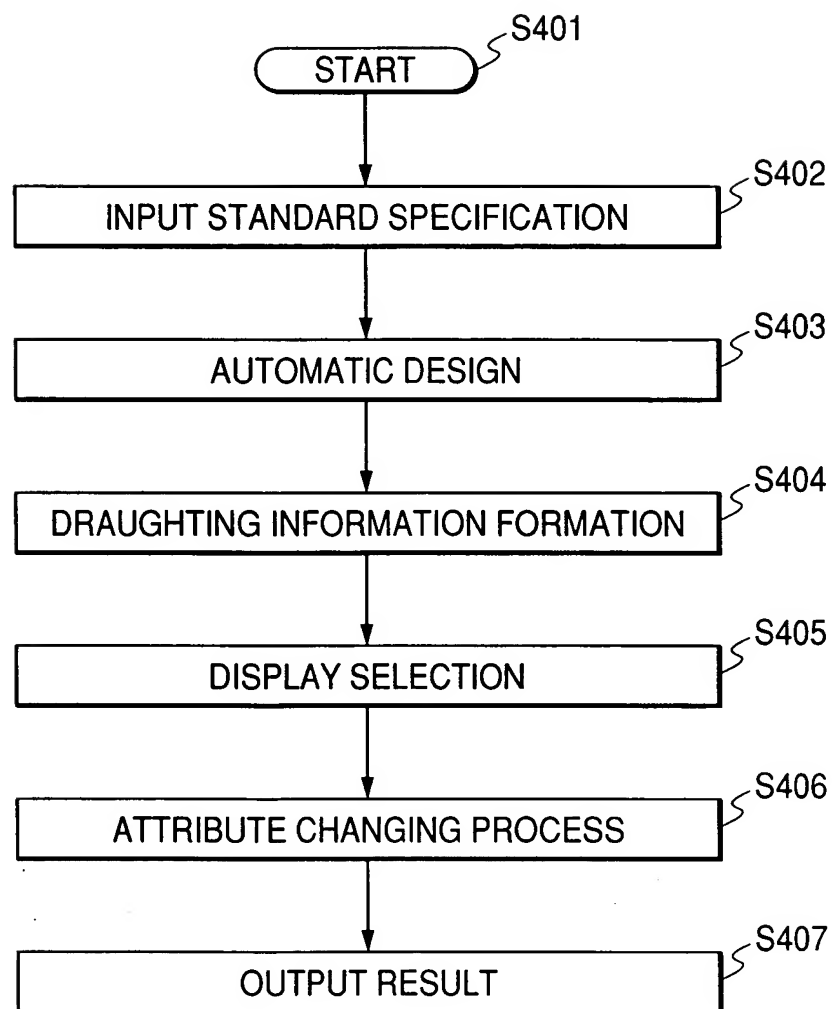 S401
START
S402
INPUT STANDARD SPECIFICATION
S403
AUTOMATIC DESIGN
S404
DRAUGHTING INFORMATION FORMATION
S405
DISPLAY SELECTION
S406
ATTRIBUTE CHANGING PROCESS
S407
OUTPUT RESULT